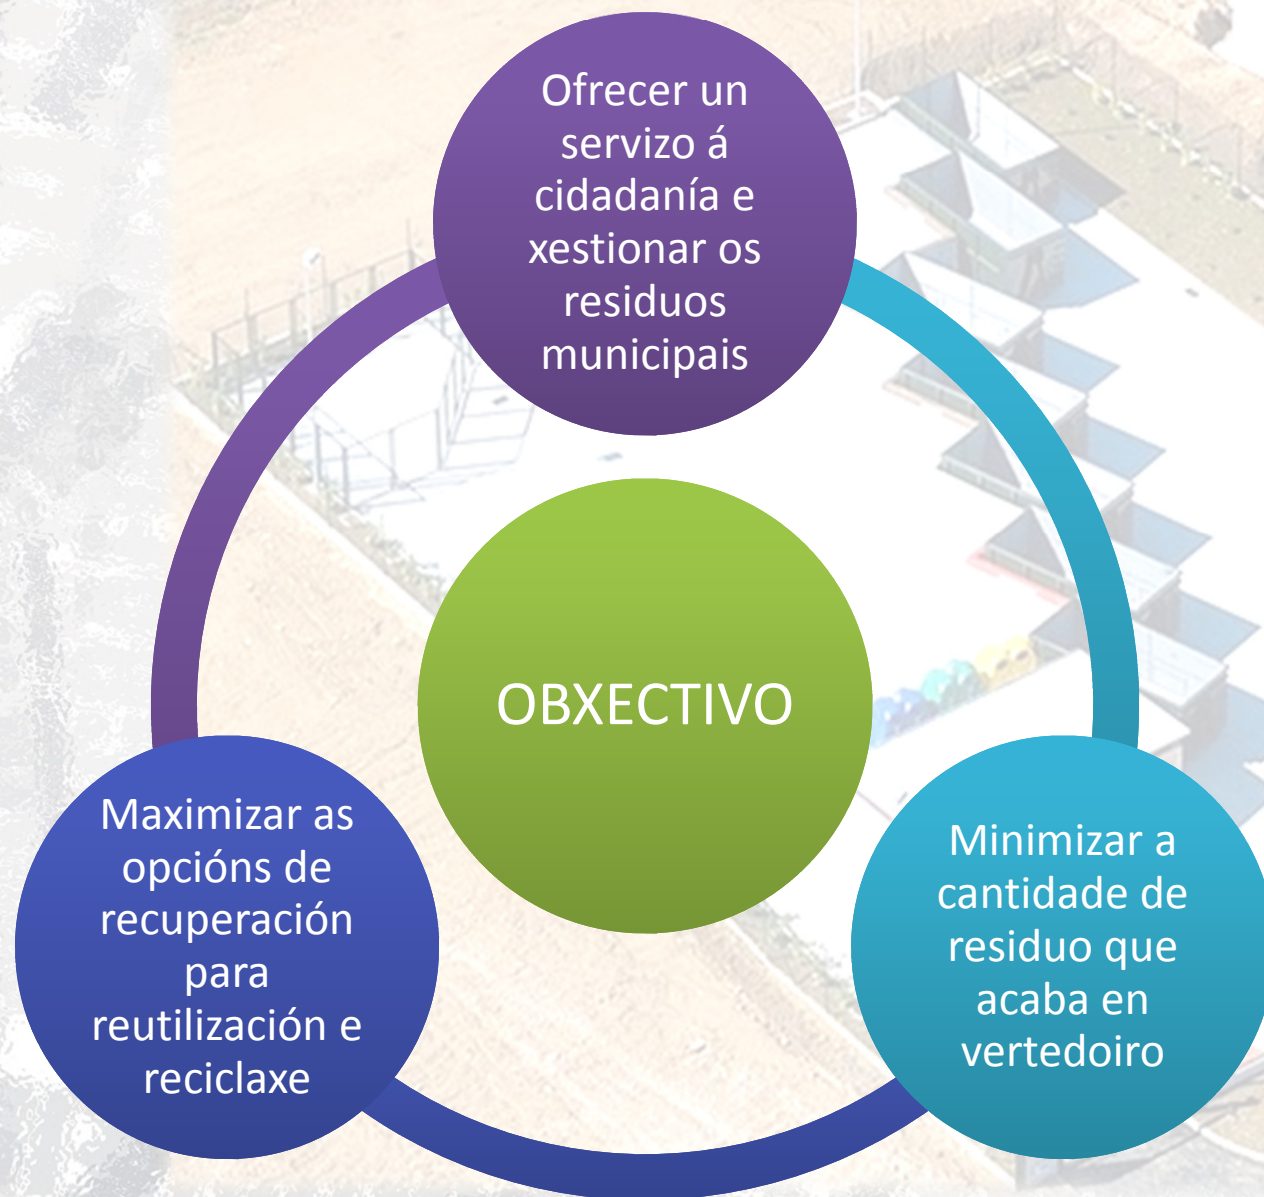 Ofrecer un
servizo á
cidadanía e
xestionar os
residuos
municipais
OBXECTIVO
Maximizar as
opcións de
recuperación
para
reutilización e
reciclaxe
Minimizar a
cantidade de
residuo que
acaba en
vertedoiro